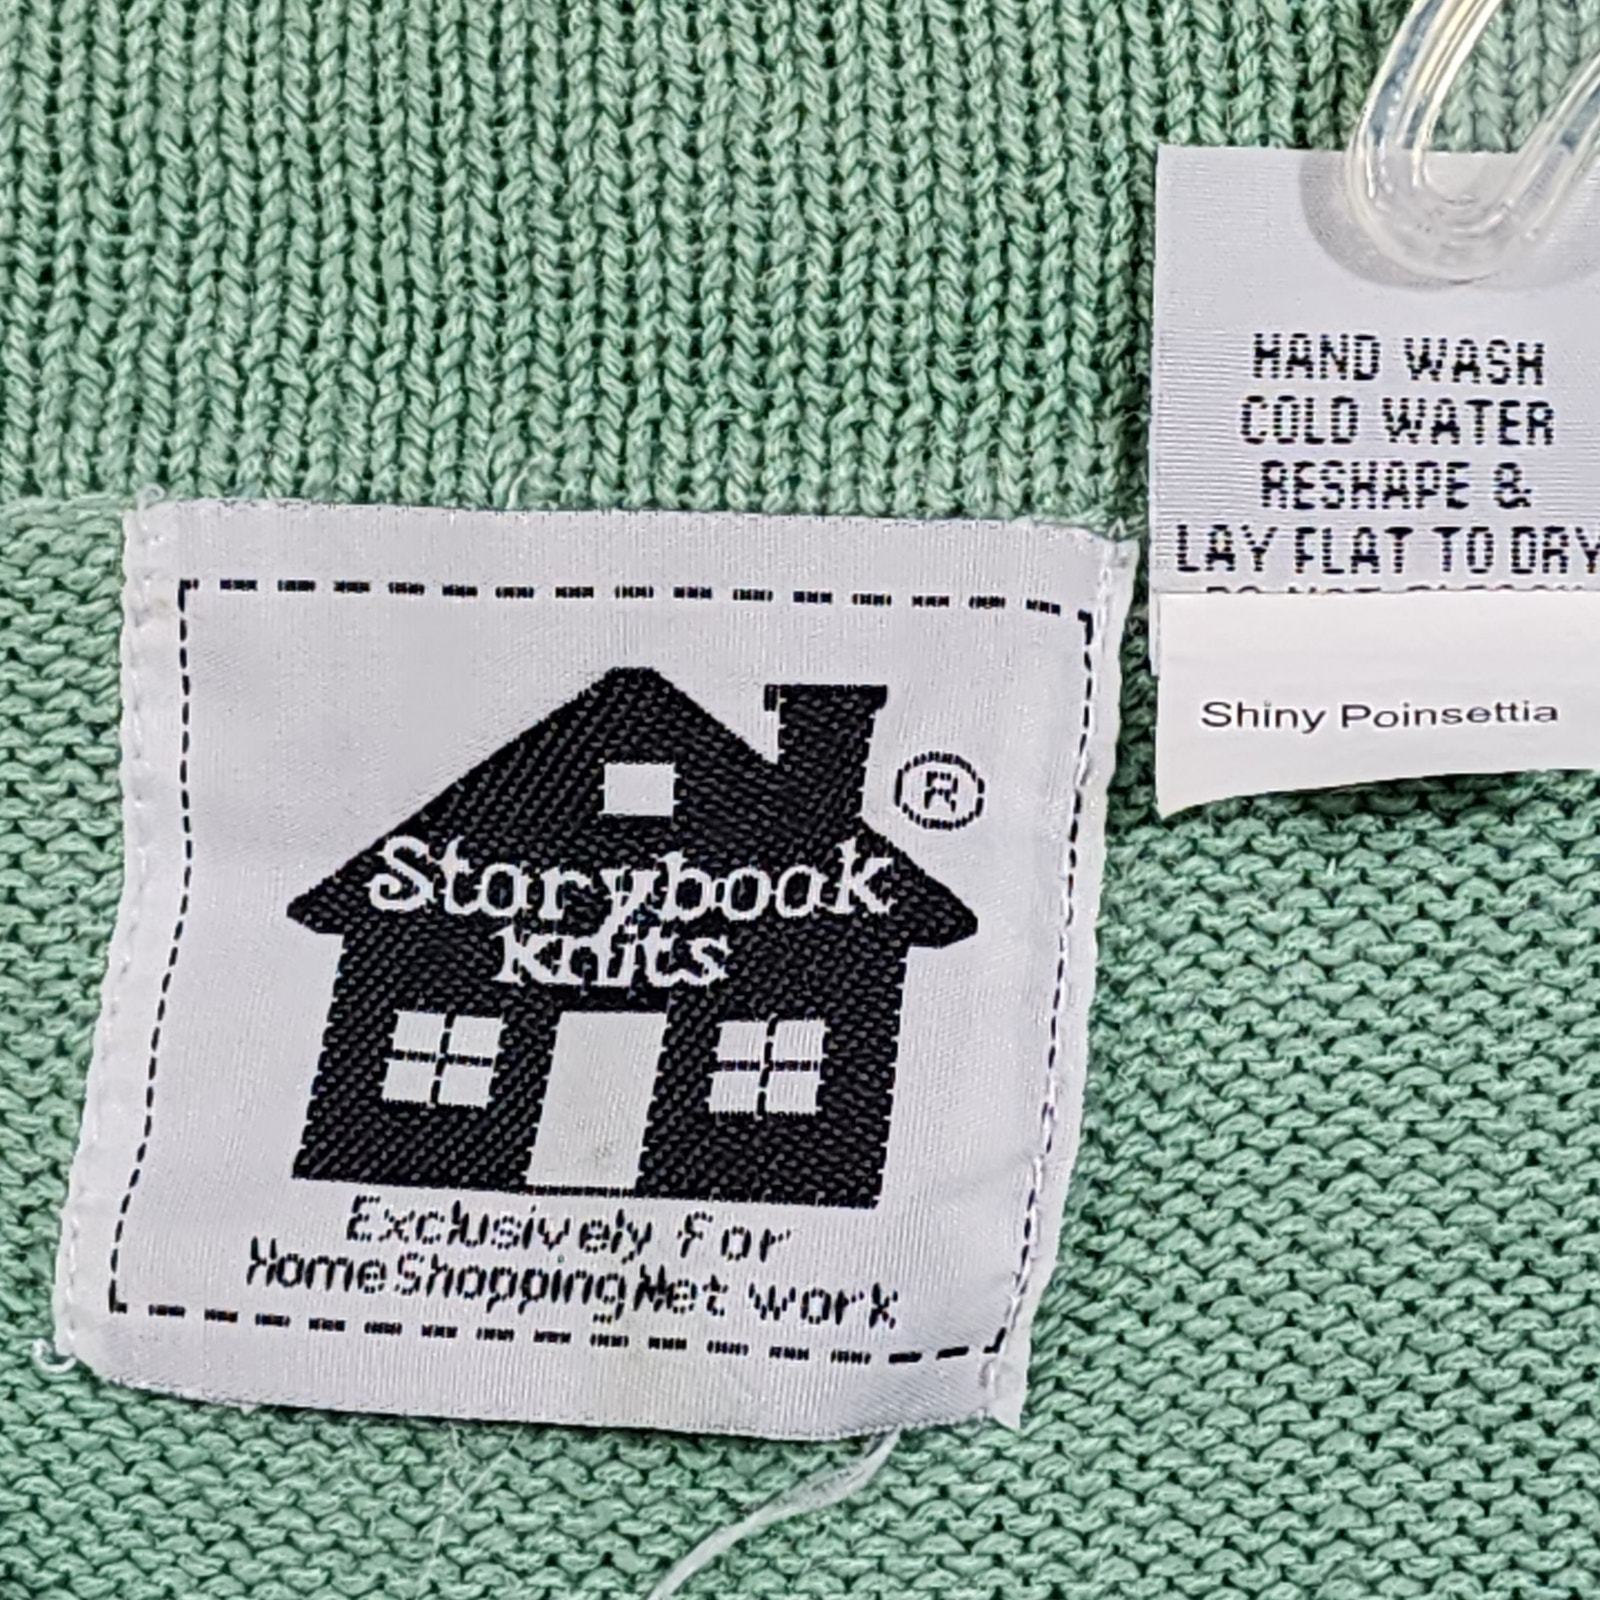 HAND WASH
COLD WATER
RESHAPE &
LAY FLAT TO DRY
Shiny Poinsettia
Storybook
Knits
®
Exclusively For
Home Shopping Network